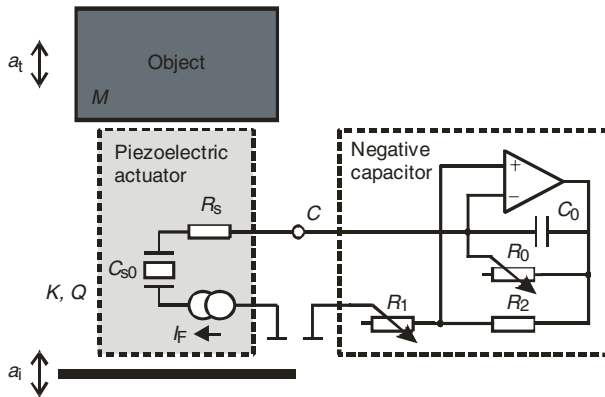 a_t
Object
M
Piezoelectric
actuator
Negative
capacitor
R_s
C
+
−
C_0
C_s0
R_0
K, Q
R_1
R_2
I_F
a_i